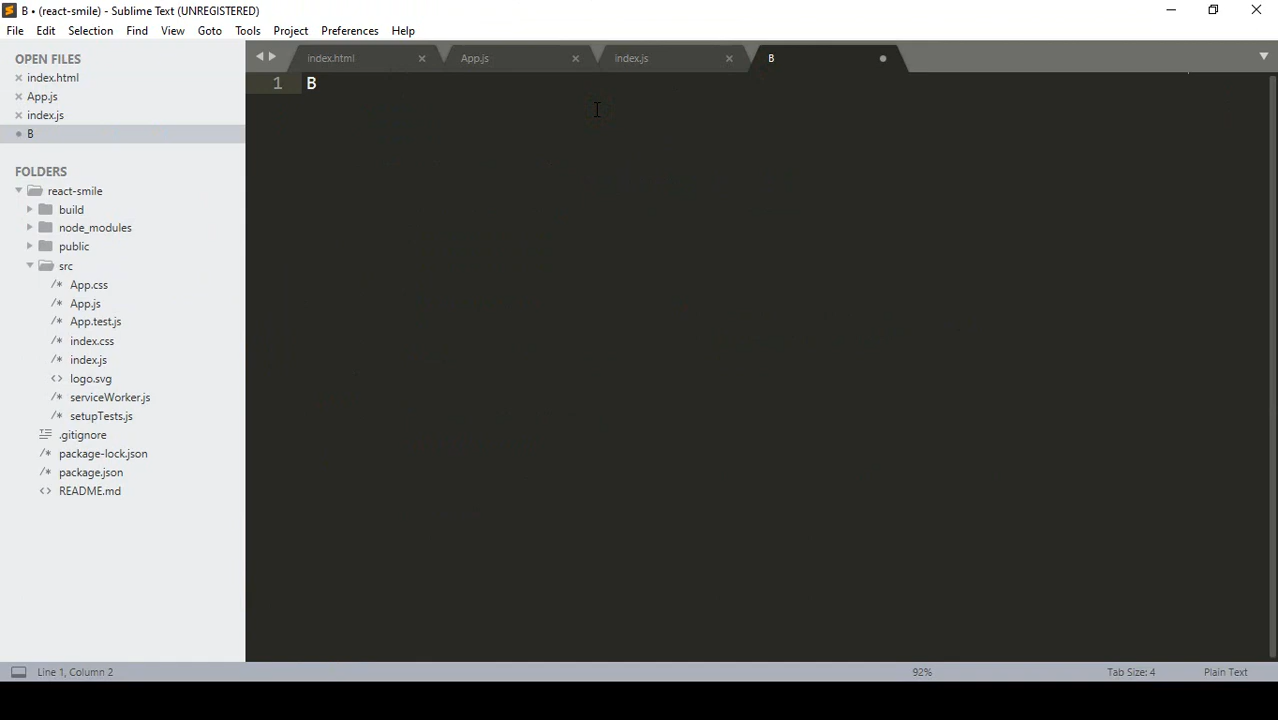 B • (react-smile) - Sublime Text (UNREGISTERED)
File Edit Selection Find View Goto Tools Project Preferences Help
OPEN FILES
index.html
App.js
index.js
B
FOLDERS
react-smile
build
node_modules
public
src
/* App.css
/* App.js
/* App.test.js
/* index.css
/* index.js
<> logo.svg
/* serviceWorker.js
/* setupTests.js
.gitignore
/* package-lock.json
/* package.json
<> README.md
index.html App.js index.js B
1 B
Line 1, Column 2 92% Tab Size: 4 Plain Text